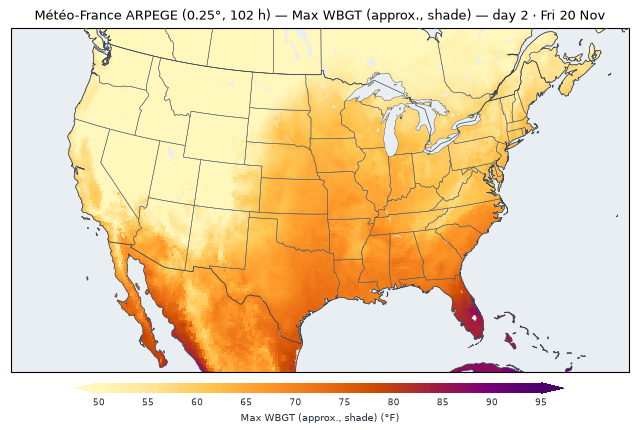 Météo-France ARPEGE (0.25°, 102 h) — Max WBGT (approx., shade) — day 2 · Fri 20 Nov
50 55 60 65 70 75 80 85 90 95
Max WBGT (approx., shade) (°F)